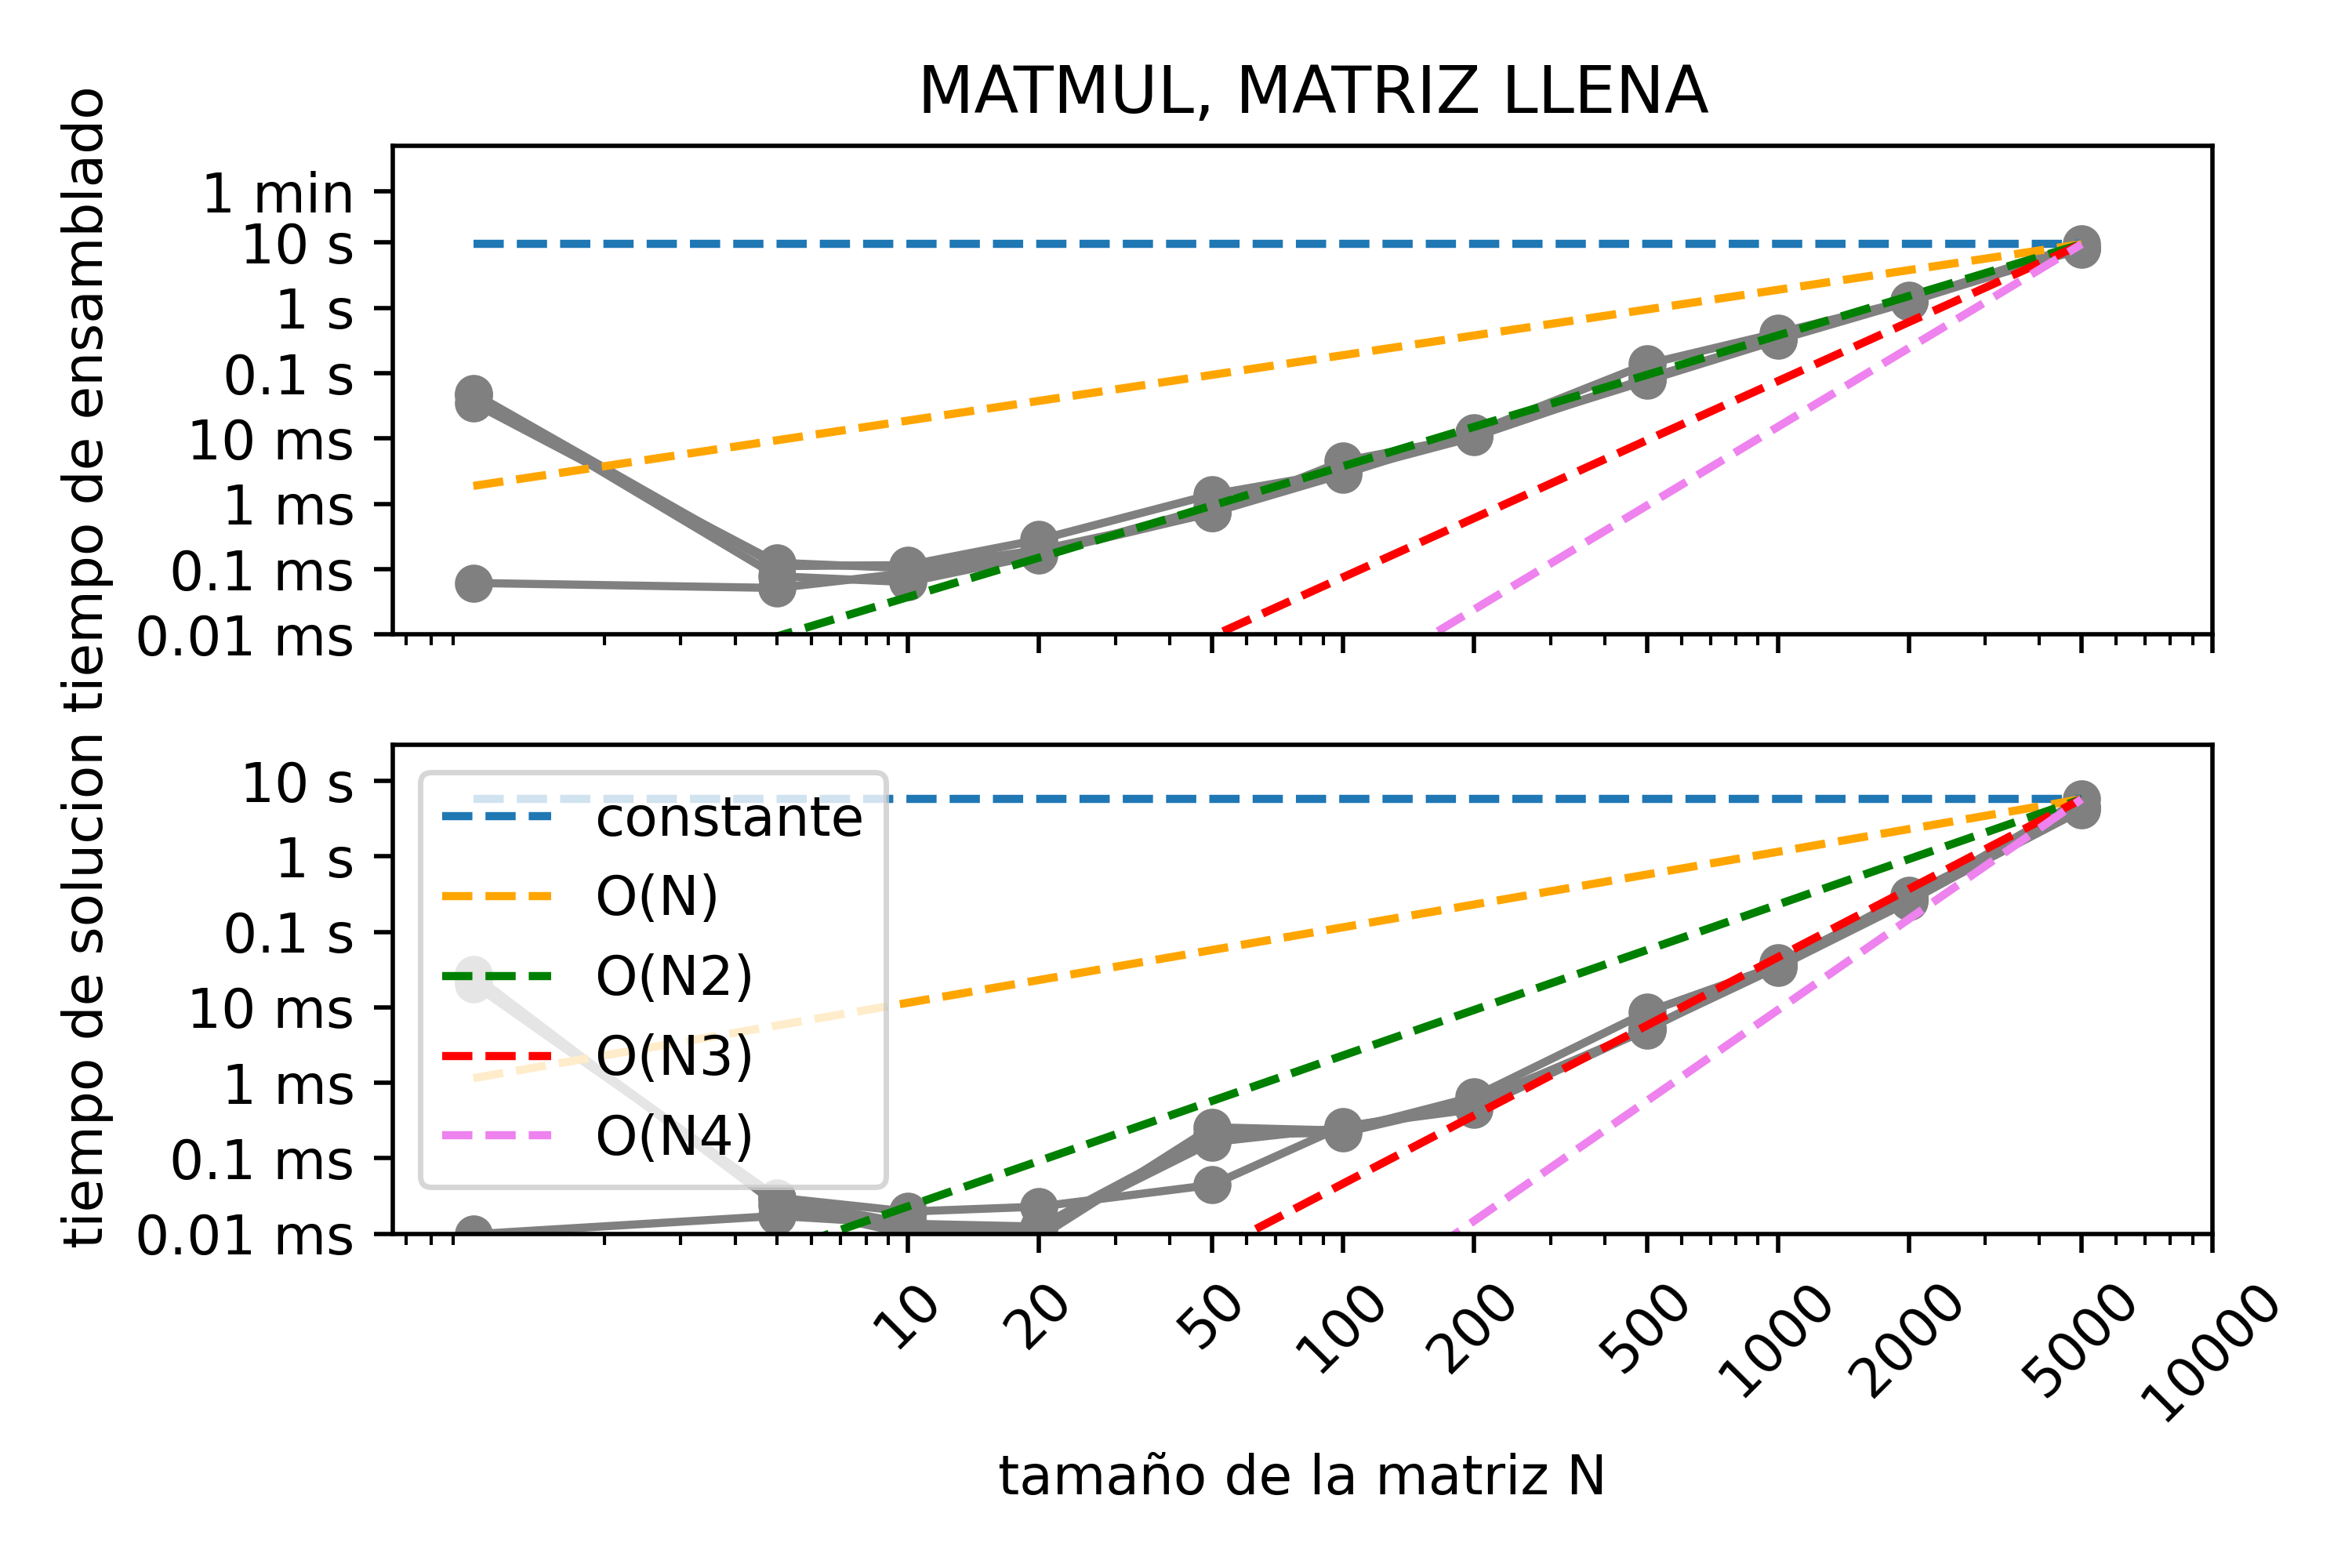 MATMUL, MATRIZ LLENA
tiempo de ensamblado
1 min
10 s
1 s
0.1 s
10 ms
1 ms
0.1 ms
0.01 ms
tiempo de solucion
10 s
1 s
0.1 s
10 ms
1 ms
0.1 ms
0.01 ms
constante
O(N)
O(N2)
O(N3)
O(N4)
10 20 50 100 200 500 1000 2000 5000 10000
tamaño de la matriz N